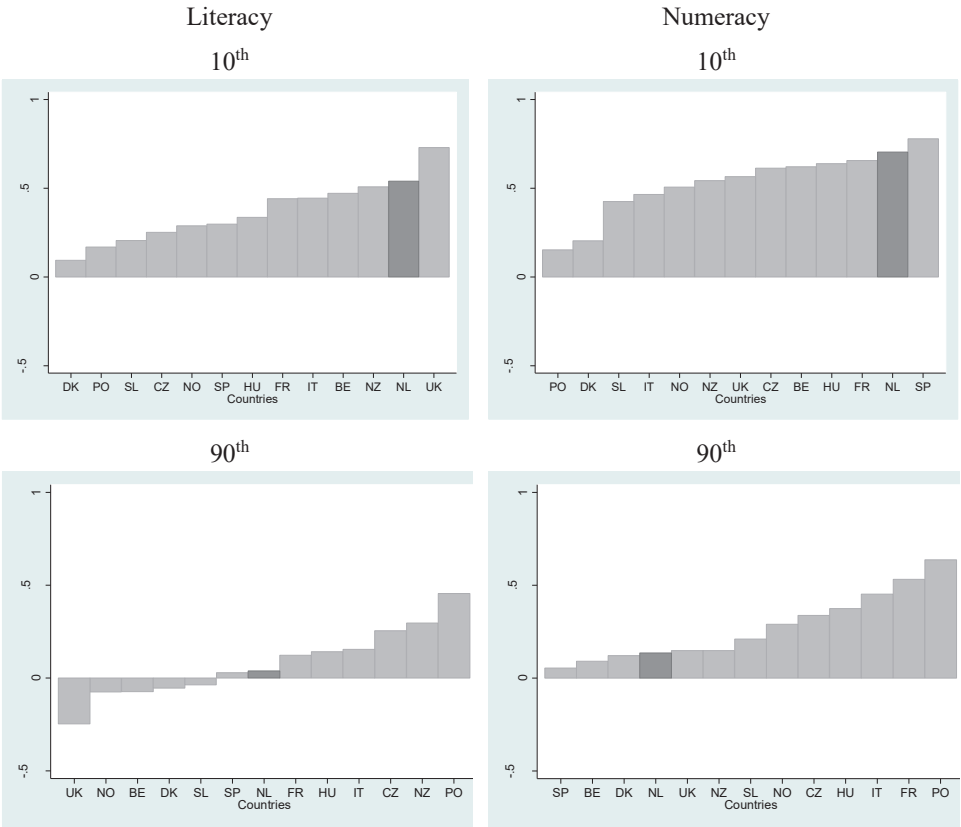 Literacy
10th
1
.5
0
-.5
DK PO SL CZ NO SP HU FR IT BE NZ NL UK
Countries
Numeracy
10th
1
.5
0
-.5
PO DK SL IT NO NZ UK CZ BE HU FR NL SP
Countries
90th
1
.5
0
-.5
UK NO BE DK SL SP NL FR HU IT CZ NZ PO
Countries
90th
1
.5
0
-.5
SP BE DK NL UK NZ SL NO CZ HU IT FR PO
Countries